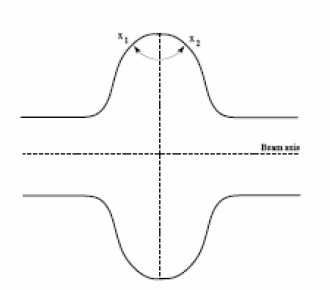 x₁ x₂
Beam axis